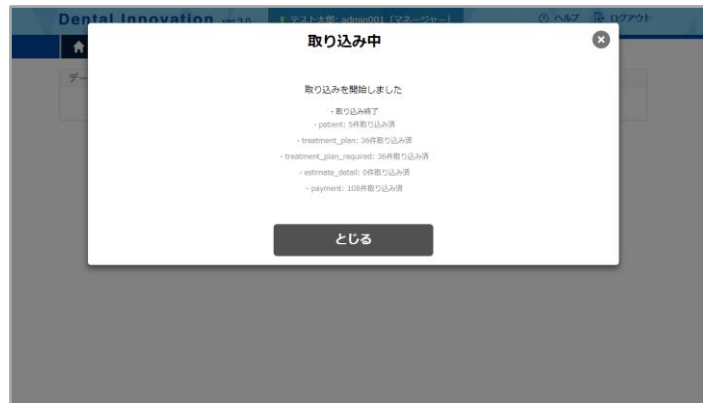 Dental Innovation ver.3.0
テスト太郎: admin001 (マネージャー)
ヘルプ
ログアウト
取り込み中
デー
取り込みを開始しました
- 取り込み終了
- patient: 5件取り込み済
- treatment_plan: 36件取り込み済
- treatment_plan_required: 36件取り込み済
- estimate_detail: 0件取り込み済
- payment: 108件取り込み済
とじる